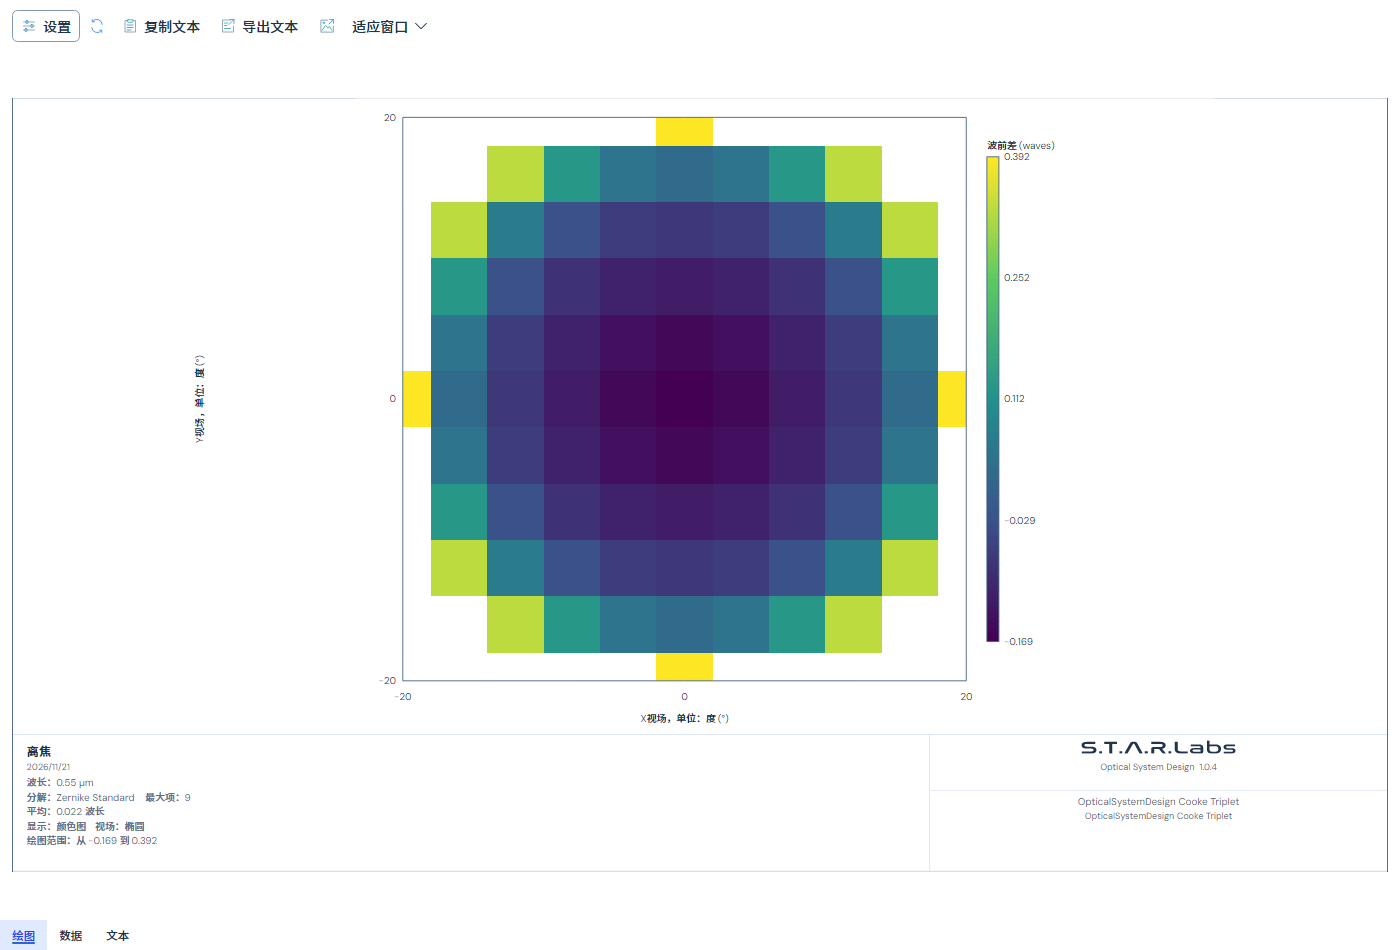 设置 复制文本 导出文本 适应窗口
20
波前差 (waves)
0.392
0.252
Y视场，单位：度 (°)
0
0.112
-0.029
-0.169
-20
-20 0 20
X视场，单位：度 (°)
离焦
2026/11/21
波长：0.55 μm
分解：Zernike Standard 最大项：9
平均：0.022 波长
显示：颜色图 视场：椭圆
绘图范围：从 -0.169 到 0.392
S.T.A.R.Labs
Optical System Design 1.0.4
OpticalSystemDesign Cooke Triplet
OpticalSystemDesign Cooke Triplet
绘图 数据 文本